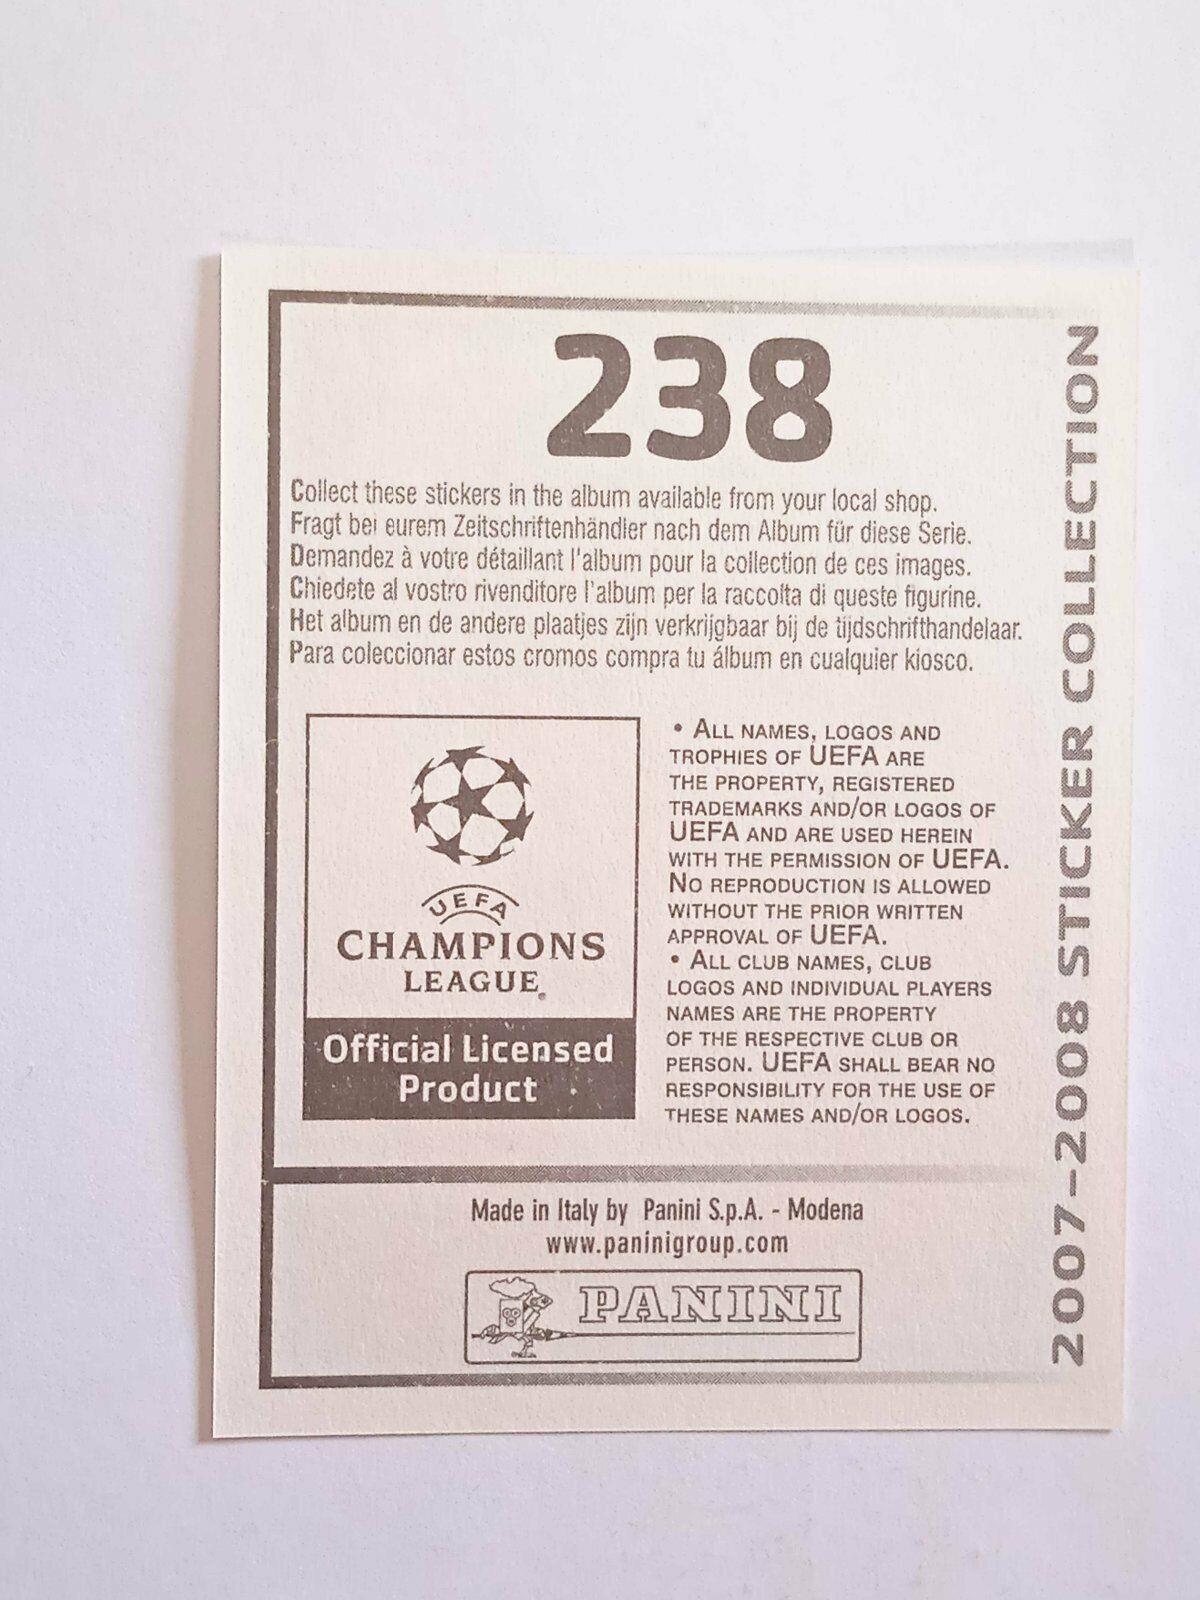 238
Collect these stickers in the album available from your local shop.
Fragt bei eurem Zeitschriftenhändler nach dem Album für diese Serie.
Demandez à votre détaillant l'album pour la collection de ces images.
Chiedete al vostro rivenditore l'album per la raccolta di queste figurine.
Het album en de andere plaatjes zijn verkrijgbaar bij de tijdschrifthandelaar.
Para coleccionar estos cromos compra tu álbum en cualquier kiosco.
UEFA
CHAMPIONS
LEAGUE®
Official Licensed
Product
• ALL NAMES, LOGOS AND
TROPHIES OF UEFA ARE
THE PROPERTY, REGISTERED
TRADEMARKS AND/OR LOGOS OF
UEFA AND ARE USED HEREIN
WITH THE PERMISSION OF UEFA.
NO REPRODUCTION IS ALLOWED
WITHOUT THE PRIOR WRITTEN
APPROVAL OF UEFA.
• ALL CLUB NAMES, CLUB
LOGOS AND INDIVIDUAL PLAYERS
NAMES ARE THE PROPERTY
OF THE RESPECTIVE CLUB OR
PERSON. UEFA SHALL BEAR NO
RESPONSIBILITY FOR THE USE OF
THESE NAMES AND/OR LOGOS.
2007-2008 STICKER COLLECTION
Made in Italy by Panini S.p.A. - Modena
www.paninigroup.com
PANINI